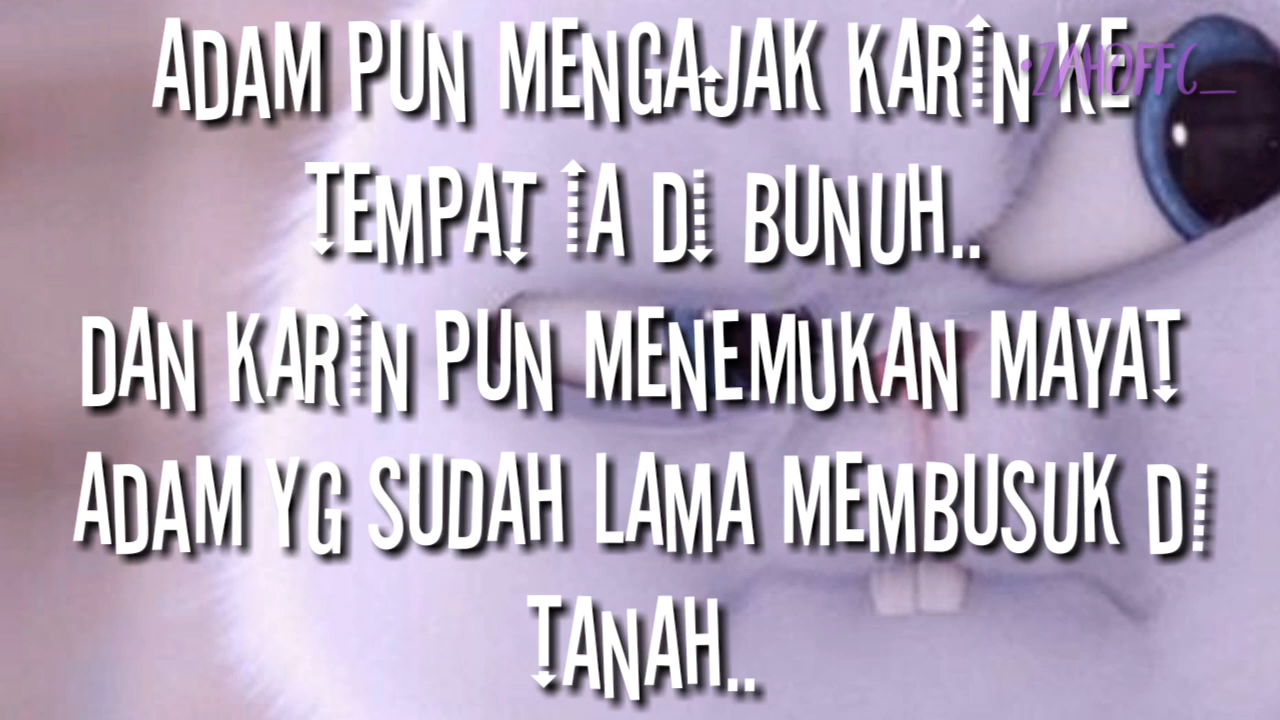 ADAM PUN MENGAJAK KARIN KE
•ZAHOFFC_
TEMPAT IA DI BUNUH..
DAN KARIN PUN MENEMUKAN MAYAT
ADAM YG SUDAH LAMA MEMBUSUK DI
TANAH..